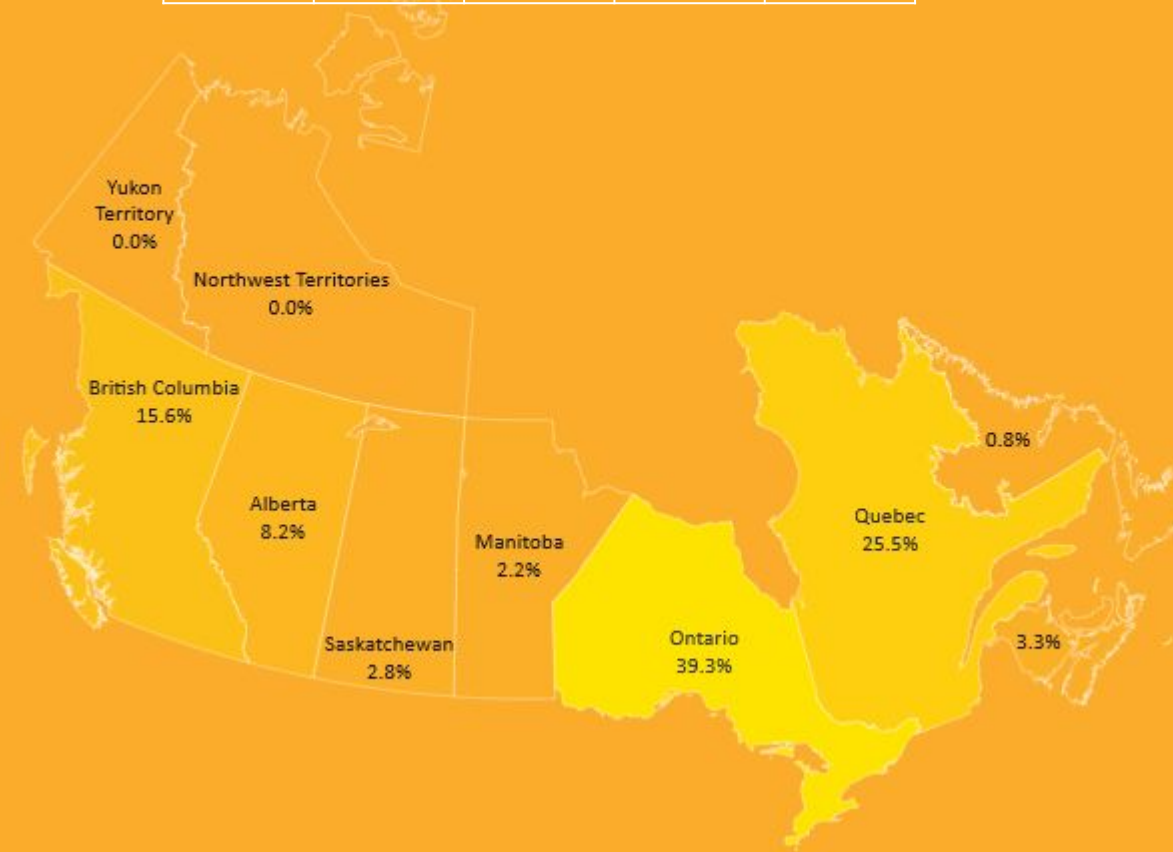 Yukon
Territory
0.0%
Northwest Territories
0.0%
British Columbia
15.6%
Alberta
8.2%
Saskatchewan
2.8%
Manitoba
2.2%
Ontario
39.3%
Quebec
25.5%
0.8%
3.3%